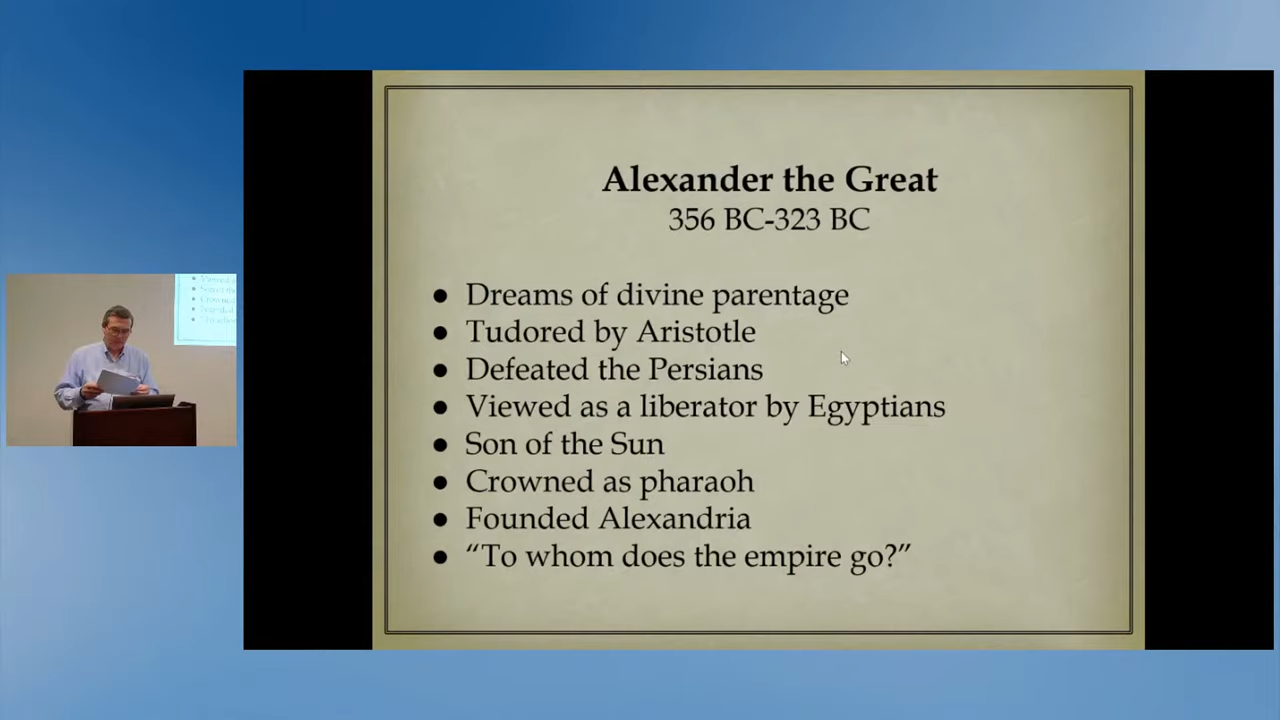 Alexander the Great
356 BC-323 BC
● Dreams of divine parentage
● Tudored by Aristotle
● Defeated the Persians
● Viewed as a liberator by Egyptians
● Son of the Sun
● Crowned as pharaoh
● Founded Alexandria
● “To whom does the empire go?”